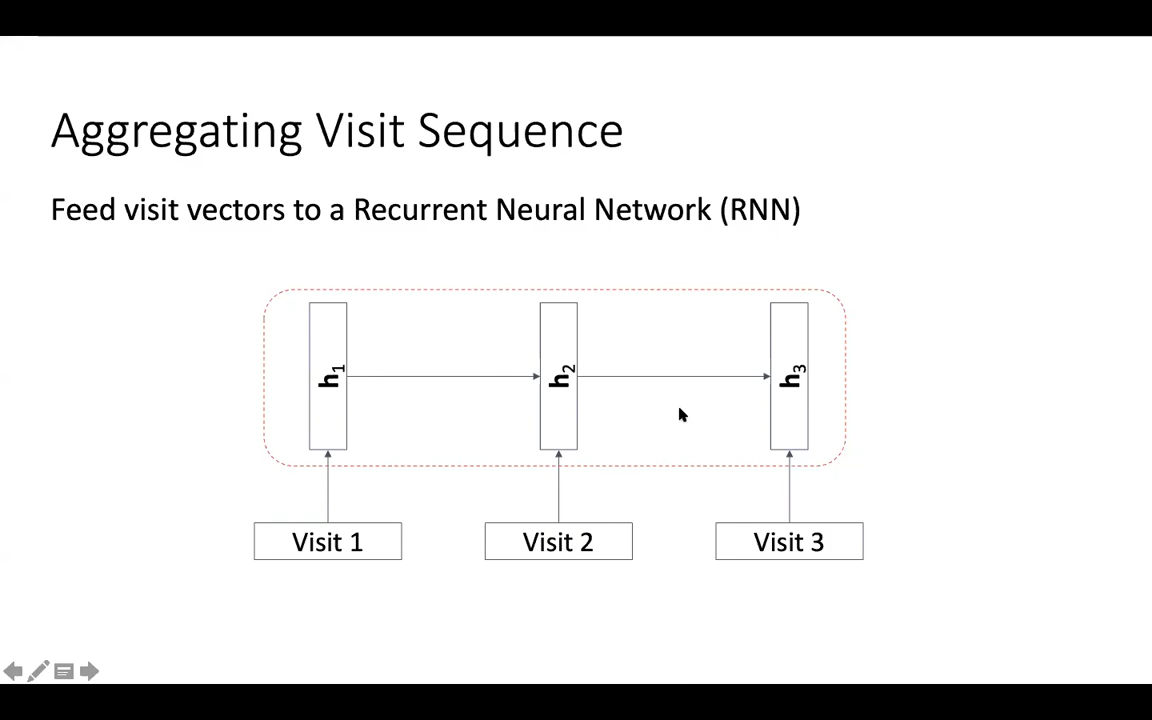 Aggregating Visit Sequence
Feed visit vectors to a Recurrent Neural Network (RNN)
h1
h2
h3
Visit 1
Visit 2
Visit 3